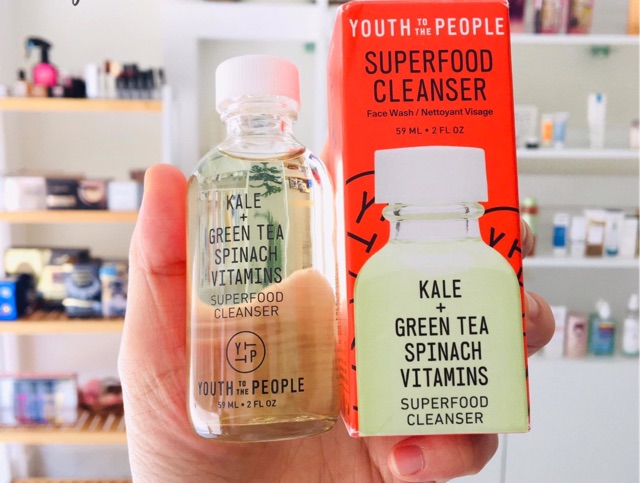 KALE
+
GREEN TEA
SPINACH
VITAMINS
SUPERFOOD
CLEANSER
YTTP
YOUTH TO THE PEOPLE
59 ML • 2 FL OZ
YOUTH TO THE PEOPLE
SUPERFOOD
CLEANSER
Face Wash / Nettoyant Visage
59 ML • 2 FL OZ
KALE
+
GREEN TEA
SPINACH
VITAMINS
SUPERFOOD
CLEANSER